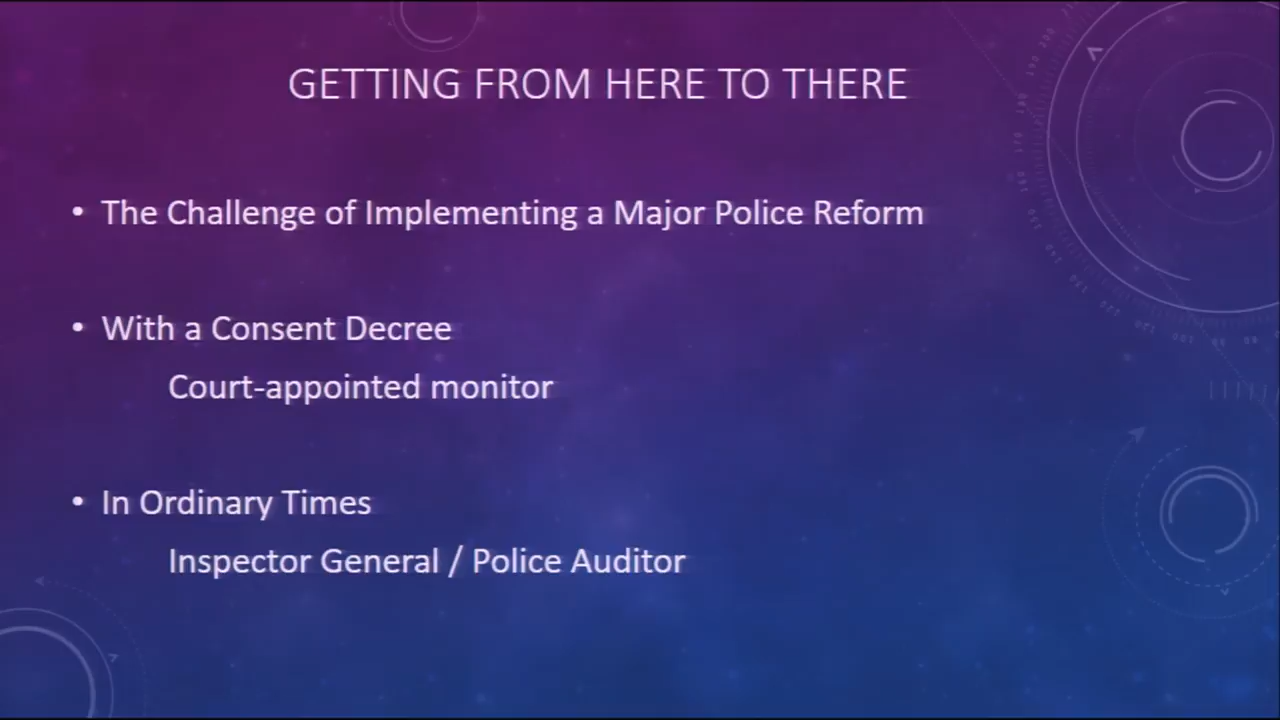 GETTING FROM HERE TO THERE
• The Challenge of Implementing a Major Police Reform
• With a Consent Decree
Court-appointed monitor
• In Ordinary Times
Inspector General / Police Auditor